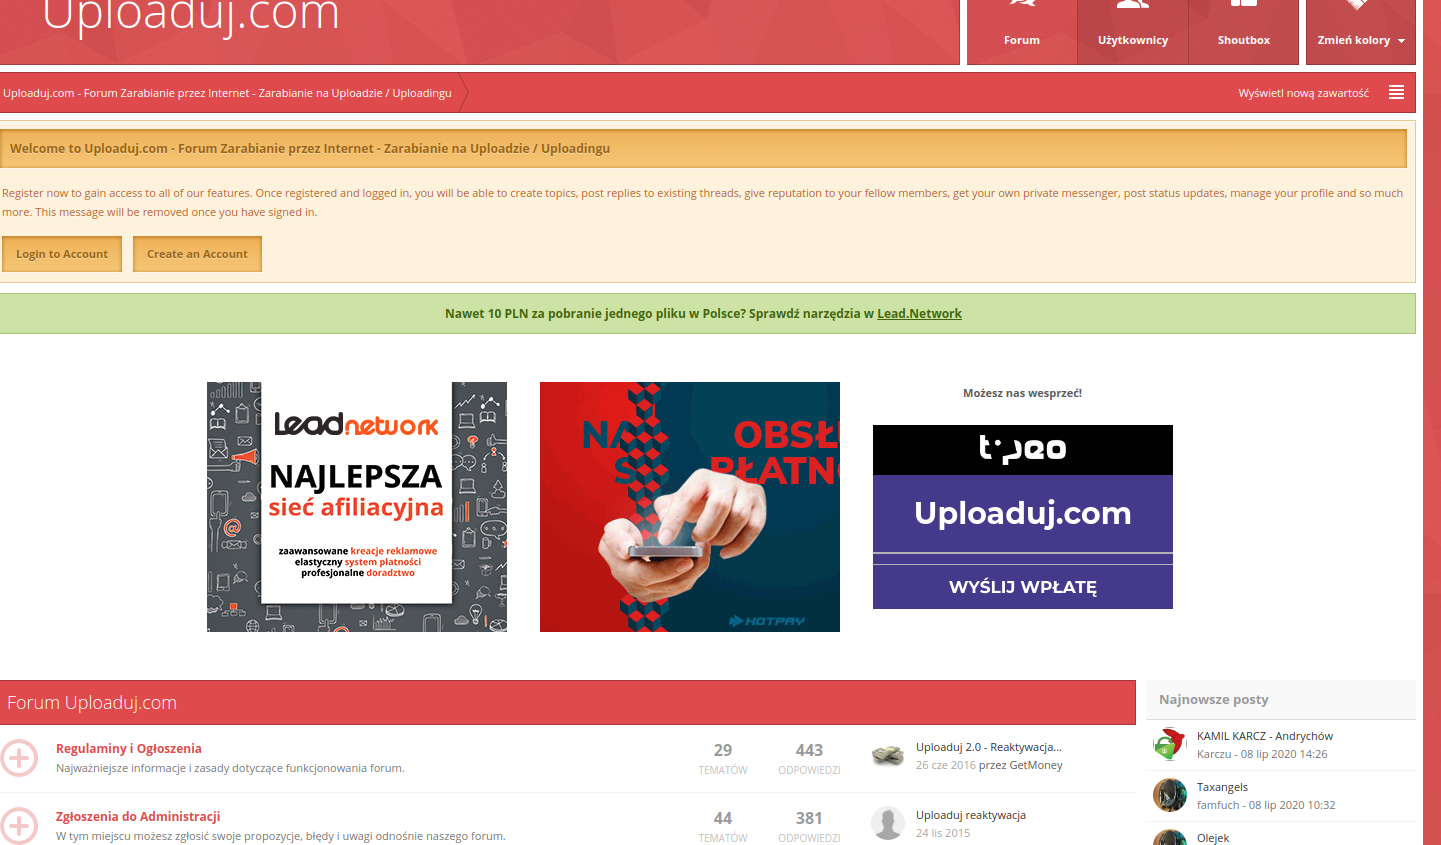 Uploaduj.com
Forum
Użytkownicy
Shoutbox
Zmień kolory
Uploaduj.com - Forum Zarabianie przez Internet - Zarabianie na Uploadzie / Uploadingu
Wyświetl nową zawartość
Welcome to Uploaduj.com - Forum Zarabianie przez Internet - Zarabianie na Uploadzie / Uploadingu
Register now to gain access to all of our features. Once registered and logged in, you will be able to create topics, post replies to existing threads, give reputation to your fellow members, get your own private messenger, post status updates, manage your profile and so much
more. This message will be removed once you have signed in.
Login to Account
Create an Account
Nawet 10 PLN za pobranie jednego pliku w Polsce? Sprawdź narzędzia w Lead.Network
Leadnetwork
NAJLEPSZA
sieć afiliacyjna
zaawansowane kreacje reklamowe
elastyczny system płatności
profesjonalne doradztwo
NA OBSŁ
S PŁATN
HOTPAY
Możesz nas wesprzeć!
tipeo
Uploaduj.com
WYŚLIJ WPŁATĘ
Forum Uploaduj.com
Regulaminy i Ogłoszenia
Najważniejsze informacje i zasady dotyczące funkcjonowania forum.
29
TEMATÓW
443
ODPOWIEDZI
Uploaduj 2.0 - Reaktywacja...
26 cze 2016 przez GetMoney
Zgłoszenia do Administracji
W tym miejscu możesz zgłosić swoje propozycje, błędy i uwagi odnośnie naszego forum.
44
TEMATÓW
381
ODPOWIEDZI
Uploaduj reaktywacja
24 lis 2015
Najnowsze posty
KAMIL KARCZ - Andrychów
Karczu - 08 lip 2020 14:26
Taxangels
famfuch - 08 lip 2020 10:32
Olejek